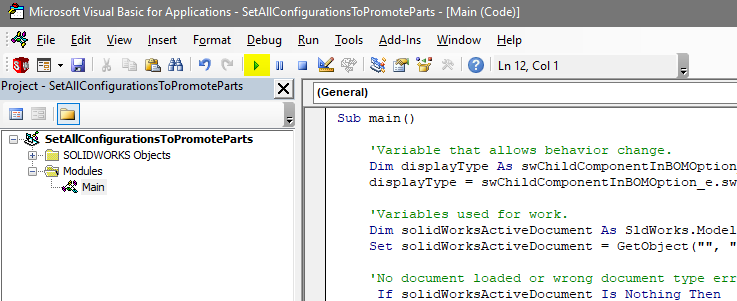 Microsoft Visual Basic for Applications - SetAllConfigurationsToPromoteParts - [Main (Code)]
File Edit View Insert Format Debug Run Tools Add-Ins Window Help
Ln 12, Col 1
Project - SetAllConfigurationsToPromoteParts
SetAllConfigurationsToPromoteParts
SOLIDWORKS Objects
Modules
Main
(General)
Sub main()
'Variable that allows behavior change.
Dim displayType As swChildComponentInBOMOption
displayType = swChildComponentInBOMOption_e.sw
'Variables used for work.
Dim solidWorksActiveDocument As SldWorks.Model
Set solidWorksActiveDocument = GetObject("", "
'No document loaded or wrong document type err
If solidWorksActiveDocument Is Nothing Then